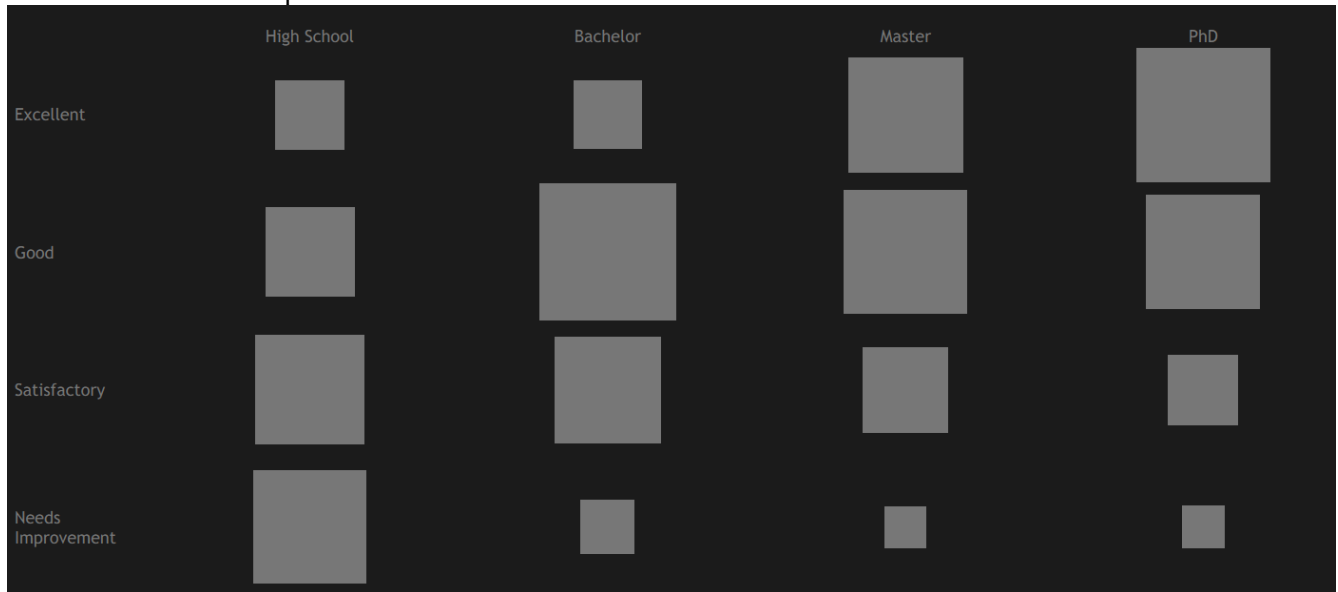 High School
Bachelor
Master
PhD
Excellent
Good
Satisfactory
Needs
Improvement